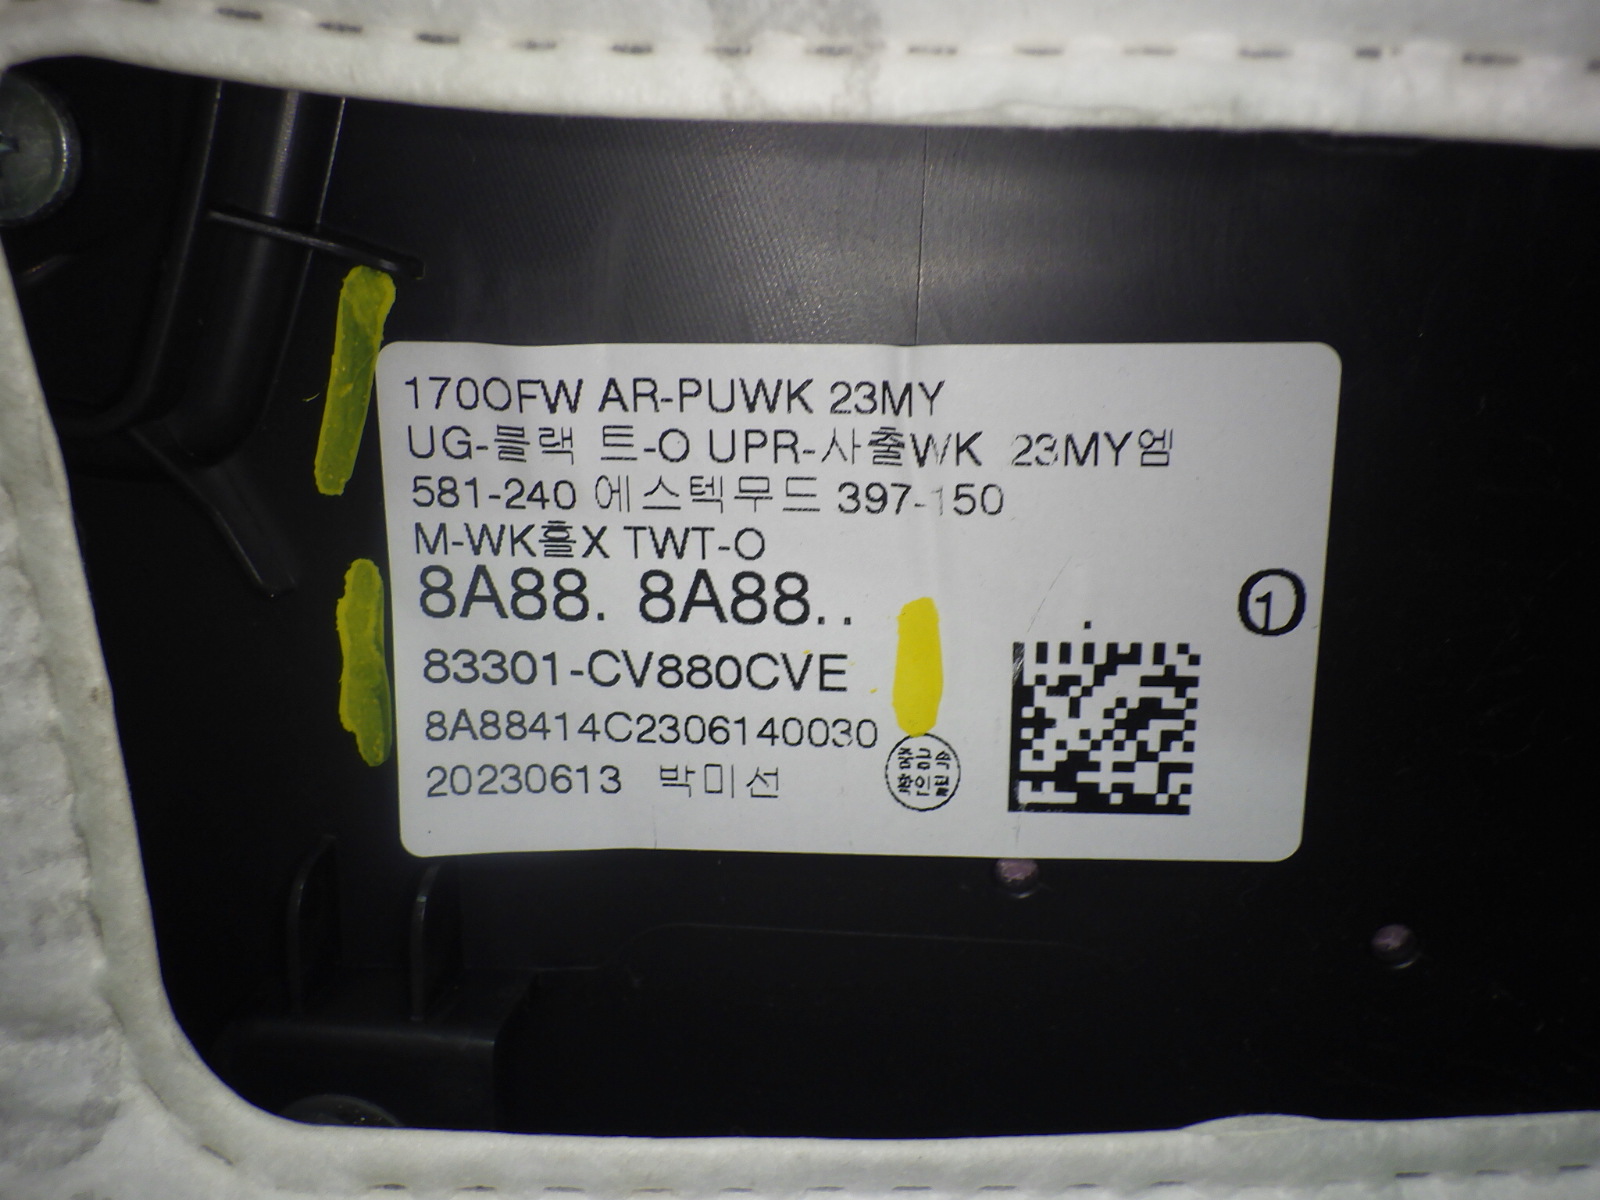 170OFW AR-PUWK 23MY
UG-블랙 트-O UPR-사출WK 23MY엠
581-240 에스텍무드 397-150
M-WK홀X TWT-O
8A88. 8A88..
83301-CV880CVE
8A88414C2306140030
20230613 박미선
1